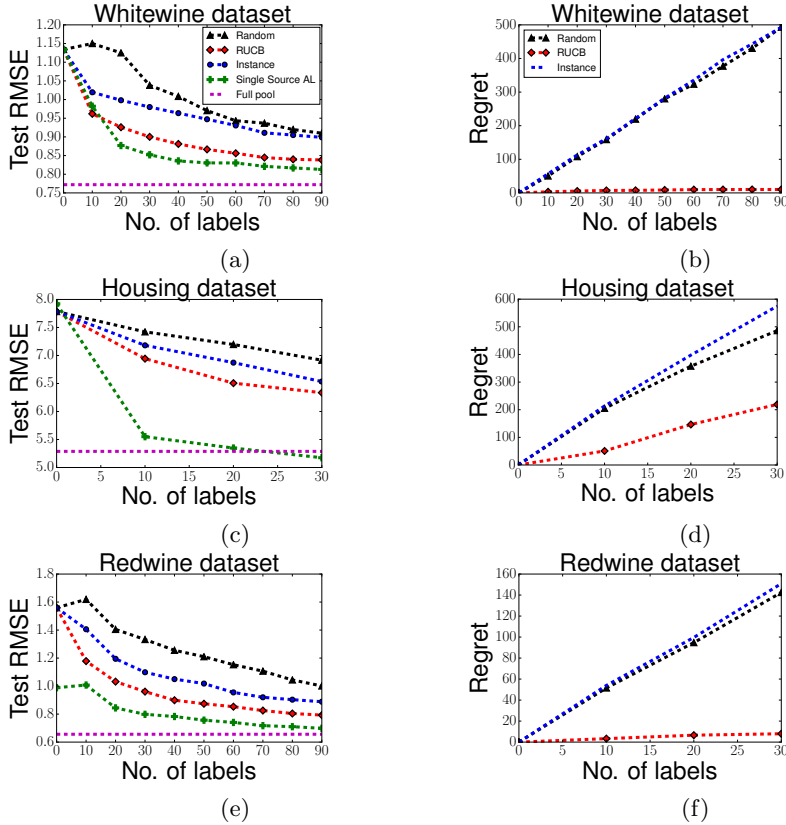 Whitewine dataset
Test RMSE
1.20
1.15
1.10
1.05
1.00
0.95
0.90
0.85
0.80
0.75
0 10 20 30 40 50 60 70 80 90
No. of labels
Random
RUCB
Instance
Single Source AL
Full pool
(a)
Whitewine dataset
Regret
500
400
300
200
100
0
0 10 20 30 40 50 60 70 80 90
No. of labels
Random
RUCB
Instance
(b)
Housing dataset
Test RMSE
8.0
7.5
7.0
6.5
6.0
5.5
5.0
0 5 10 15 20 25 30
No. of labels
(c)
Housing dataset
Regret
600
500
400
300
200
100
0
0 5 10 15 20 25 30
No. of labels
(d)
Redwine dataset
Test RMSE
1.8
1.6
1.4
1.2
1.0
0.8
0.6
0 10 20 30 40 50 60 70 80 90
No. of labels
(e)
Redwine dataset
Regret
160
140
120
100
80
60
40
20
0
0 5 10 15 20 25 30
No. of labels
(f)